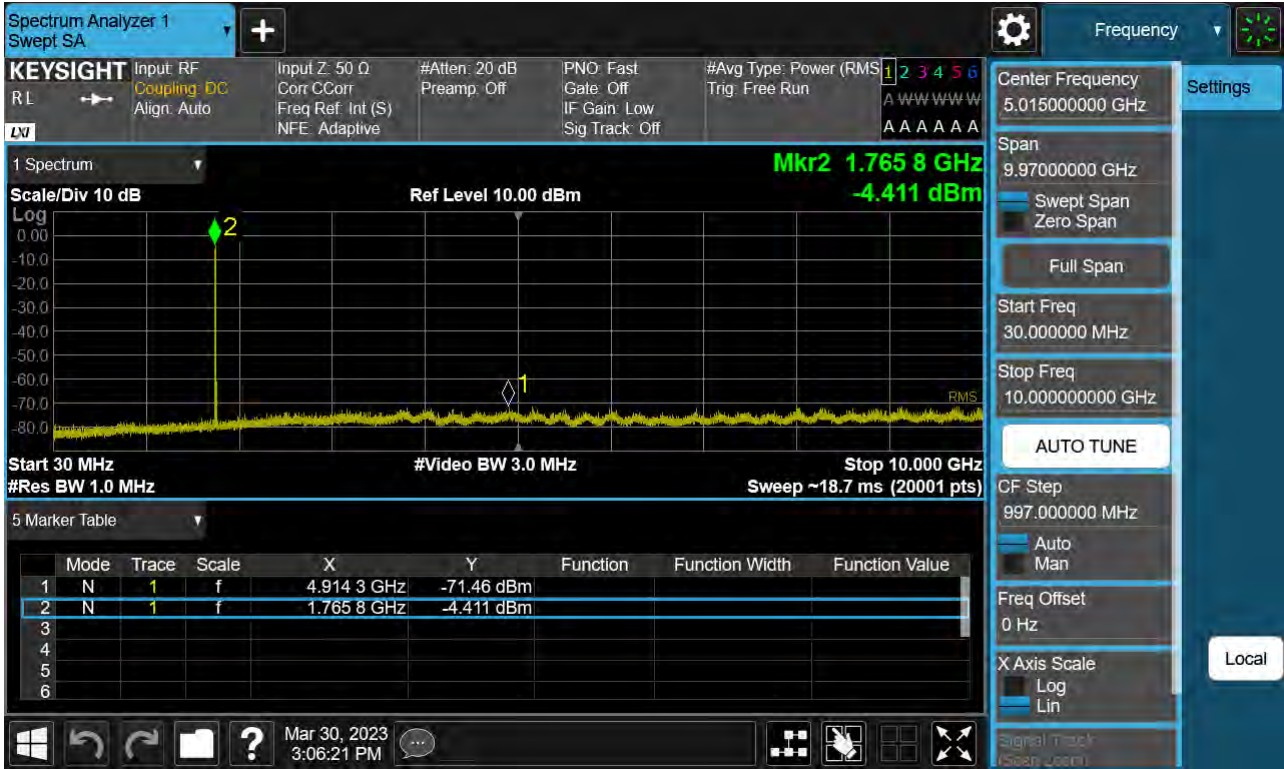 Spectrum Analyzer 1
Swept SA
Frequency
KEYSIGHT
R L
LXI
Input: RF
Coupling: DC
Align: Auto
Input Z: 50 Ω
Corr CCorr
Freq Ref: Int (S)
NFE: Adaptive
#Atten: 20 dB
Preamp: Off
PNO: Fast
Gate: Off
IF Gain: Low
Sig Track: Off
#Avg Type: Power (RMS
Trig: Free Run
1 2 3 4 5 6
A W W W W W
A A A A A A
1 Spectrum
Scale/Div 10 dB
Ref Level 10.00 dBm
Mkr2 1.765 8 GHz
-4.411 dBm
Log
0.00
-10.0
-20.0
-30.0
-40.0
-50.0
-60.0
-70.0
-80.0
2
1
RMS
Start 30 MHz
#Video BW 3.0 MHz
Stop 10.000 GHz
#Res BW 1.0 MHz
Sweep ~18.7 ms (20001 pts)
5 Marker Table
Mode Trace Scale X Y Function Function Width Function Value
1 N 1 f 4.914 3 GHz -71.46 dBm
2 N 1 f 1.765 8 GHz -4.411 dBm
3
4
5
6
Mar 30, 2023
3:06:21 PM
Center Frequency
5.015000000 GHz
Settings
Span
9.97000000 GHz
Swept Span
Zero Span
Full Span
Start Freq
30.000000 MHz
Stop Freq
10.000000000 GHz
AUTO TUNE
CF Step
997.000000 MHz
Auto
Man
Freq Offset
0 Hz
X Axis Scale
Log
Lin
Local
Signal Track
(Span Zoom)